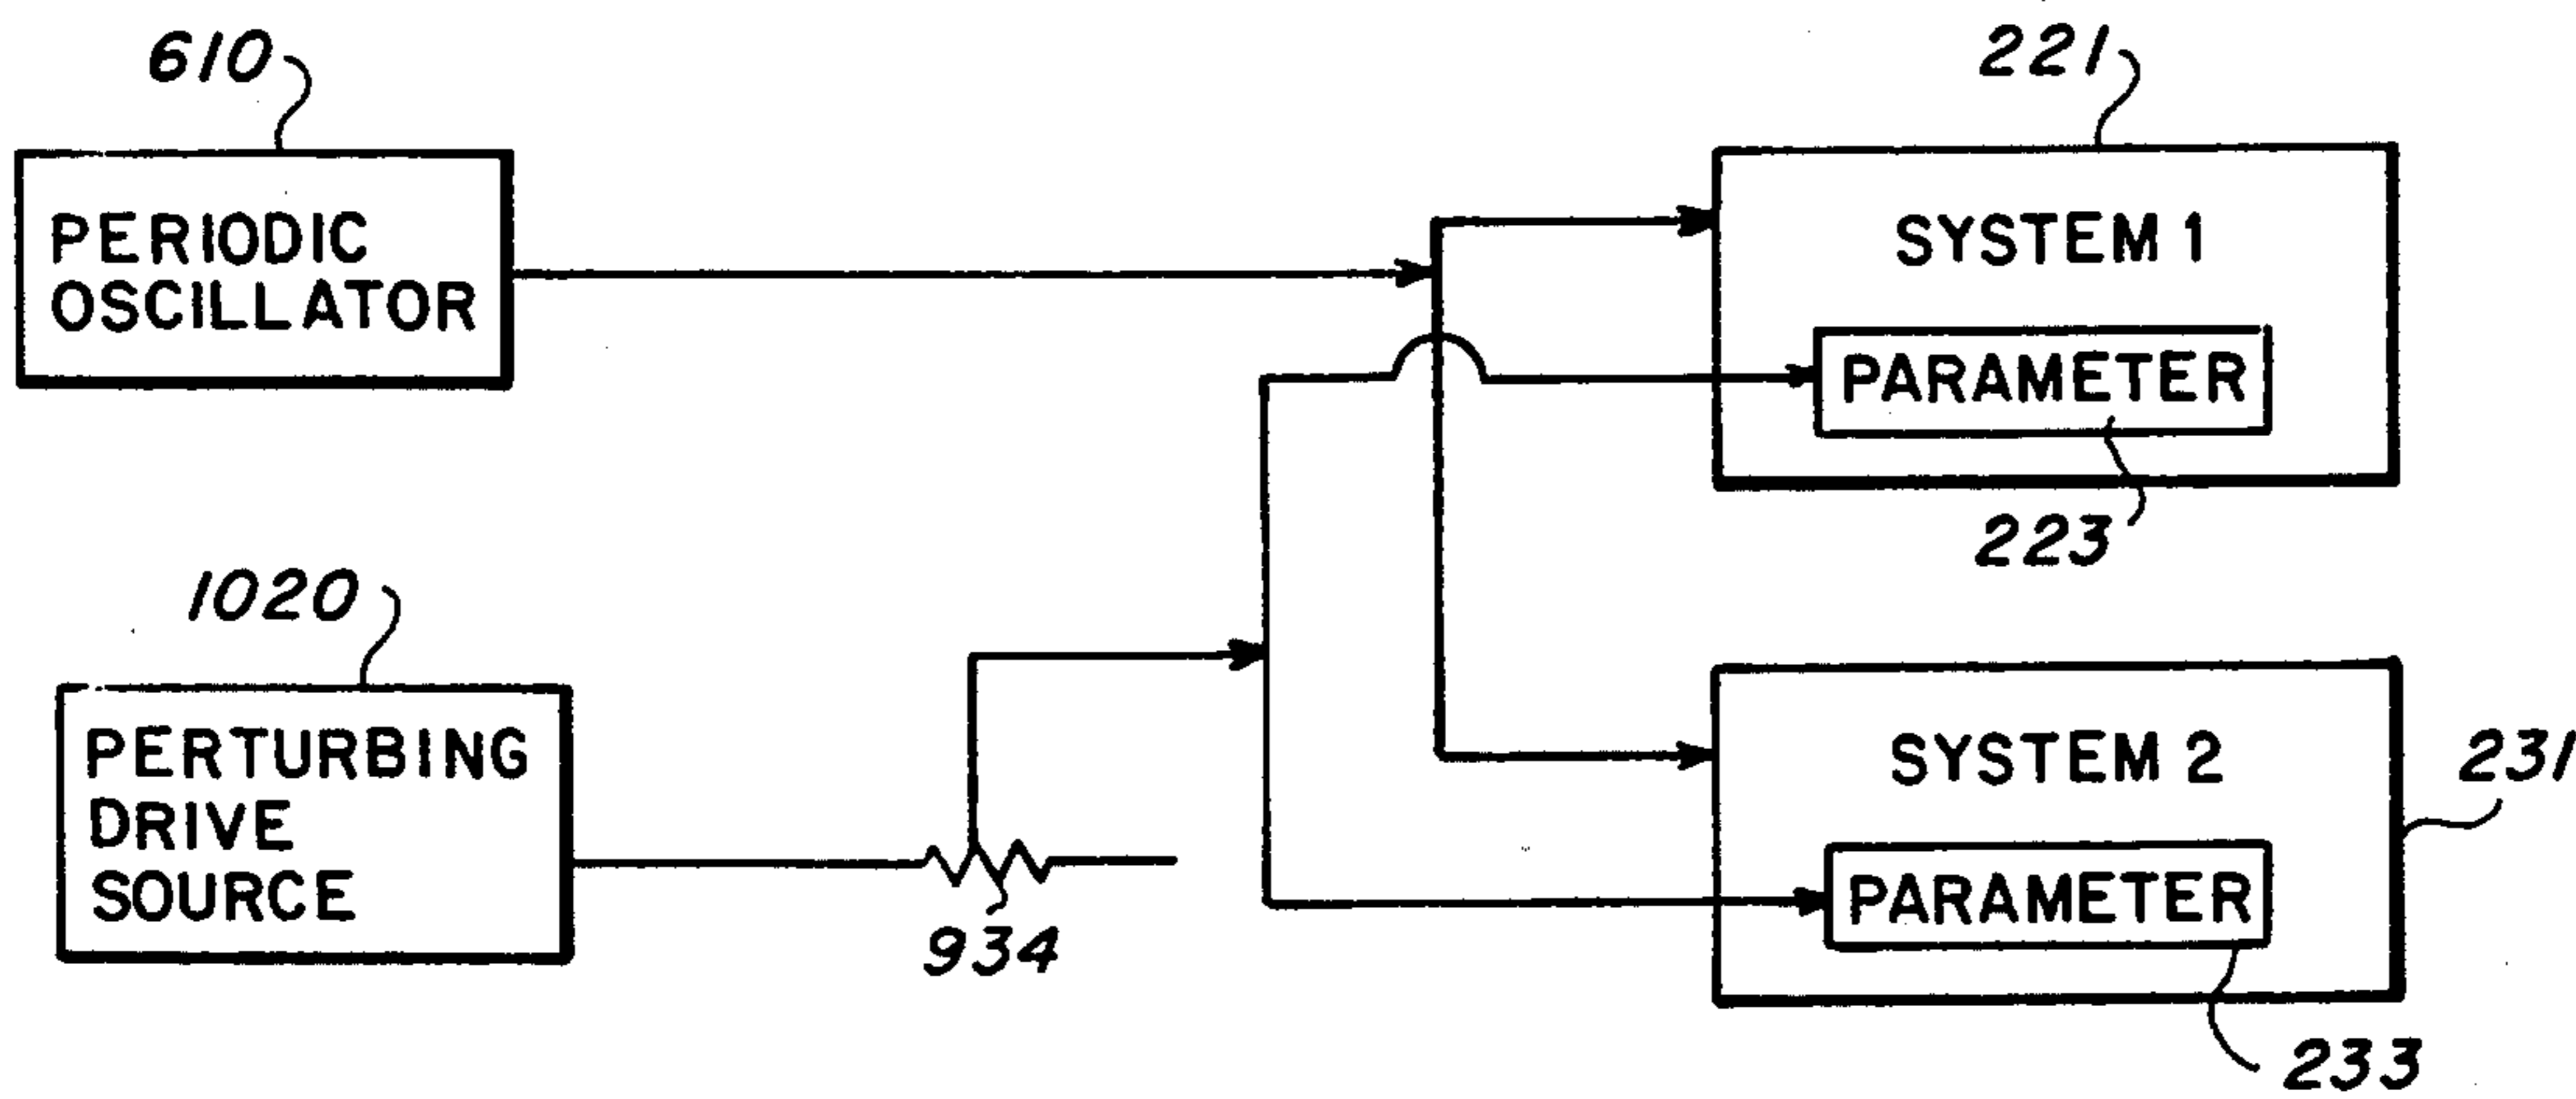 610
PERIODIC
OSCILLATOR
221
SYSTEM 1
PARAMETER
223
1020
PERTURBING
DRIVE
SOURCE
934
SYSTEM 2
231
PARAMETER
233